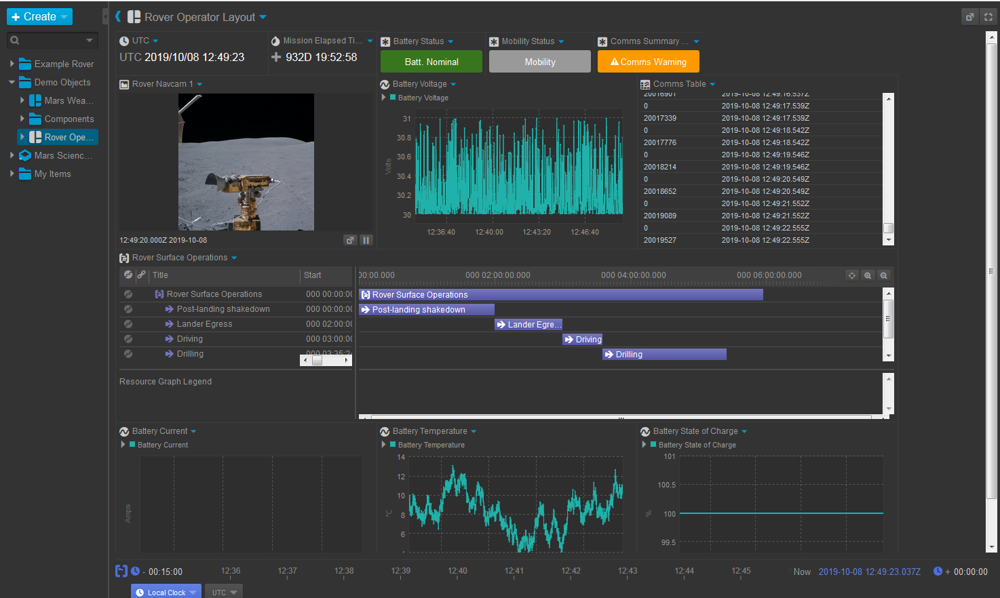 Create
Rover Operator Layout
Example Rover
Demo Objects
Mars Wea...
Components
Rover Ope...
Mars Scienc...
My Items
UTC
UTC 2019/10/08 12:49:23
Mission Elapsed Ti...
932D 19:52:58
Battery Status
Batt. Nominal
Mobility Status
Mobility
Comms Summary ...
Comms Warning
Rover Navcam 1
12:49:20.000Z 2019-10-08
Battery Voltage
Battery Voltage
31
30.8
30.6
30.4
30.2
30
Volts
12:36:40 12:40:00 12:43:20 12:46:40
Comms Table
20016901 2019-10-08 12:49:16.537Z
0 2019-10-08 12:49:17.539Z
20017339 2019-10-08 12:49:17.539Z
0 2019-10-08 12:49:18.542Z
20017776 2019-10-08 12:49:18.542Z
0 2019-10-08 12:49:19.546Z
20018214 2019-10-08 12:49:19.546Z
0 2019-10-08 12:49:20.549Z
20018652 2019-10-08 12:49:20.549Z
0 2019-10-08 12:49:21.552Z
20019089 2019-10-08 12:49:21.552Z
0 2019-10-08 12:49:22.555Z
20019527 2019-10-08 12:49:22.555Z
Rover Surface Operations
Title Start
Rover Surface Operations 000 00:00:00
Post-landing shakedown 000 00:00:00
Lander Egress 000 02:00:00
Driving 000 03:00:00
Drilling 000 03:35:24
00:00.000 000 02:00:00.000 000 04:00:00.000 000 06:00:00.000
Rover Surface Operations
Post-landing shakedown
Lander Egre...
Driving
Drilling
Resource Graph Legend
Battery Current
Battery Current
Amps
Battery Temperature
Battery Temperature
14
12
10
8
6
°C
Battery State of Charge
Battery State of Charge
101
100.5
100
99.5
%
- 00:15:00 12:36 12:37 12:38 12:39 12:40 12:41 12:42 12:43 12:44 12:45 Now 2019-10-08 12:49:23.037Z + 00:00:00
Local Clock UTC